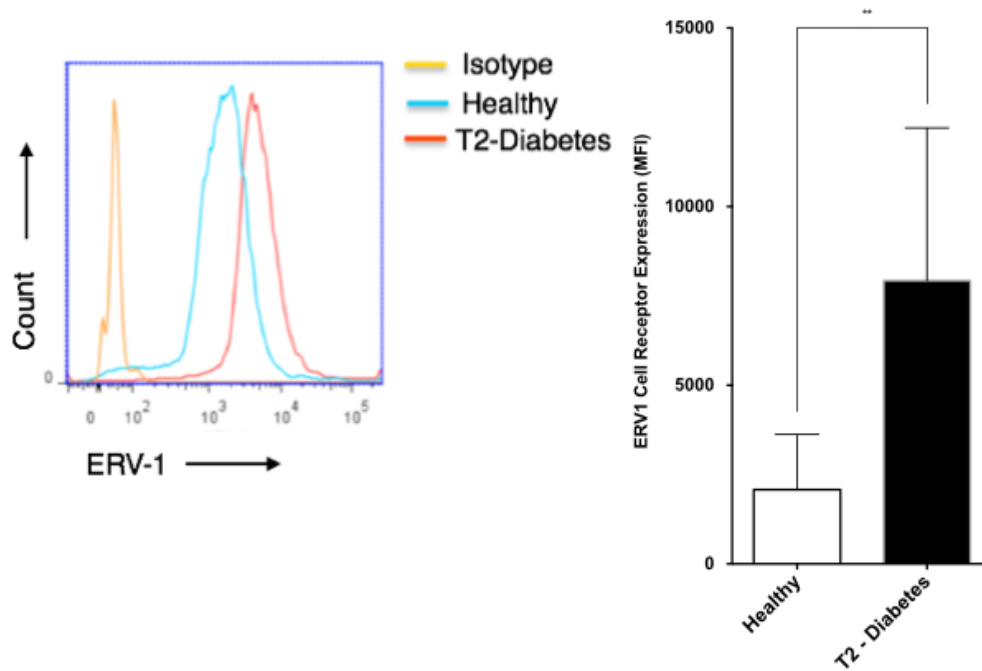 Isotype
Healthy
T2-Diabetes
Count
0
0 10² 10³ 10⁴ 10⁵
ERV-1
**
15000
10000
5000
0
ERV1 Cell Receptor Expression (MFI)
Healthy
T2 - Diabetes